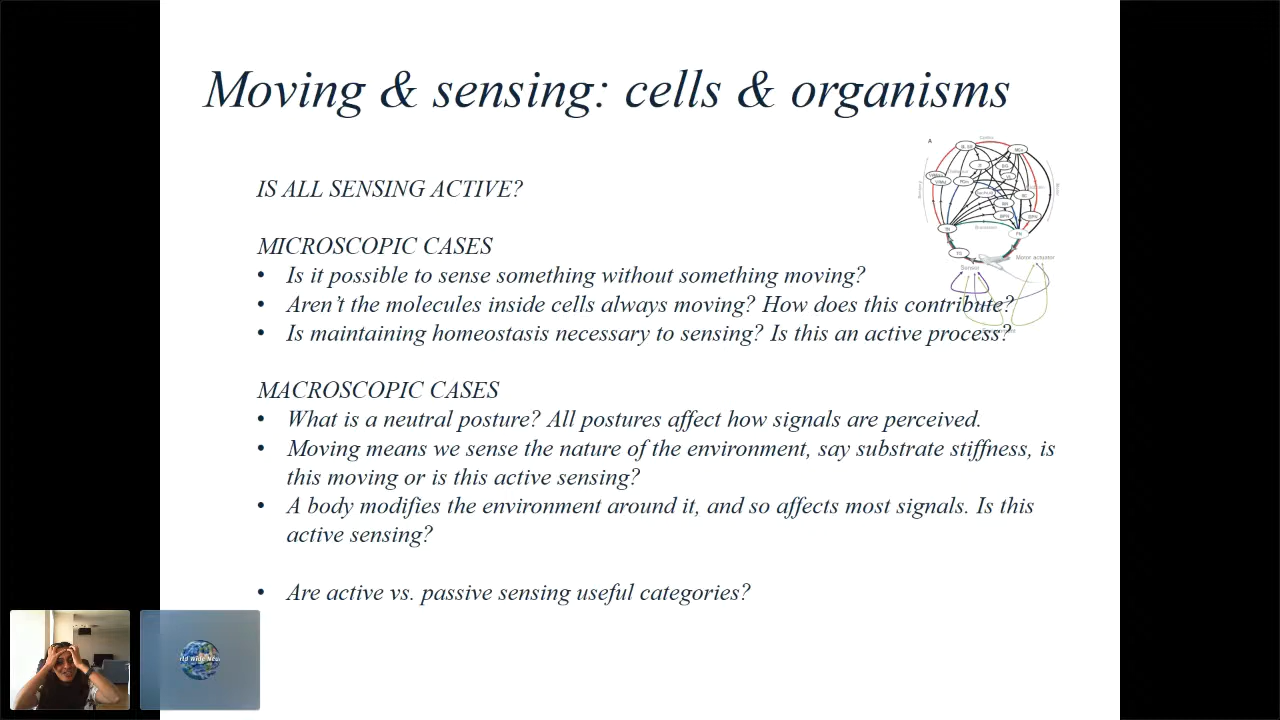 Moving & sensing: cells & organisms
A
IS ALL SENSING ACTIVE?
MICROSCOPIC CASES
• Is it possible to sense something without something moving?
Sensor
Motor actuator
• Aren't the molecules inside cells always moving? How does this contribute?
• Is maintaining homeostasis necessary to sensing? Is this an active process?
MACROSCOPIC CASES
• What is a neutral posture? All postures affect how signals are perceived.
• Moving means we sense the nature of the environment, say substrate stiffness, is
this moving or is this active sensing?
• A body modifies the environment around it, and so affects most signals. Is this
active sensing?
• Are active vs. passive sensing useful categories?